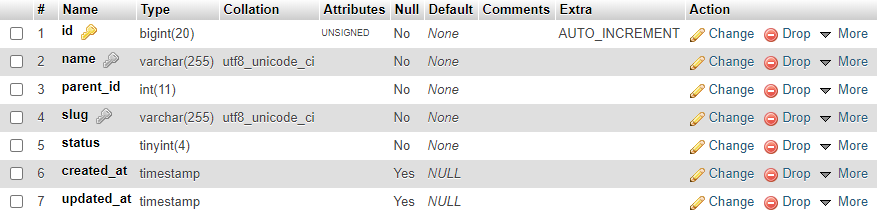 # Name Type Collation Attributes Null Default Comments Extra Action
1 id bigint(20) UNSIGNED No None AUTO_INCREMENT Change Drop More
2 name varchar(255) utf8_unicode_ci No None Change Drop More
3 parent_id int(11) No None Change Drop More
4 slug varchar(255) utf8_unicode_ci No None Change Drop More
5 status tinyint(4) No None Change Drop More
6 created_at timestamp Yes NULL Change Drop More
7 updated_at timestamp Yes NULL Change Drop More